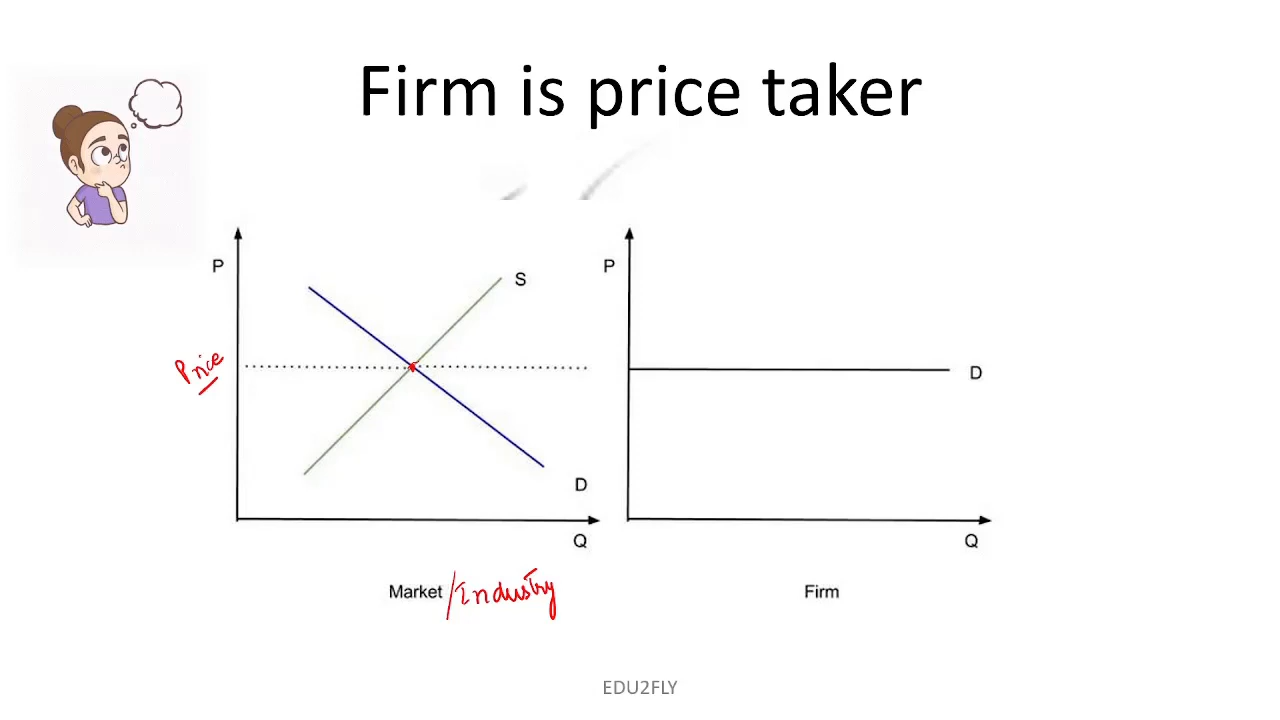 Firm is price taker
P
S
Price
D
Q
Market /Industry
P
D
Q
Firm
EDU2FLY